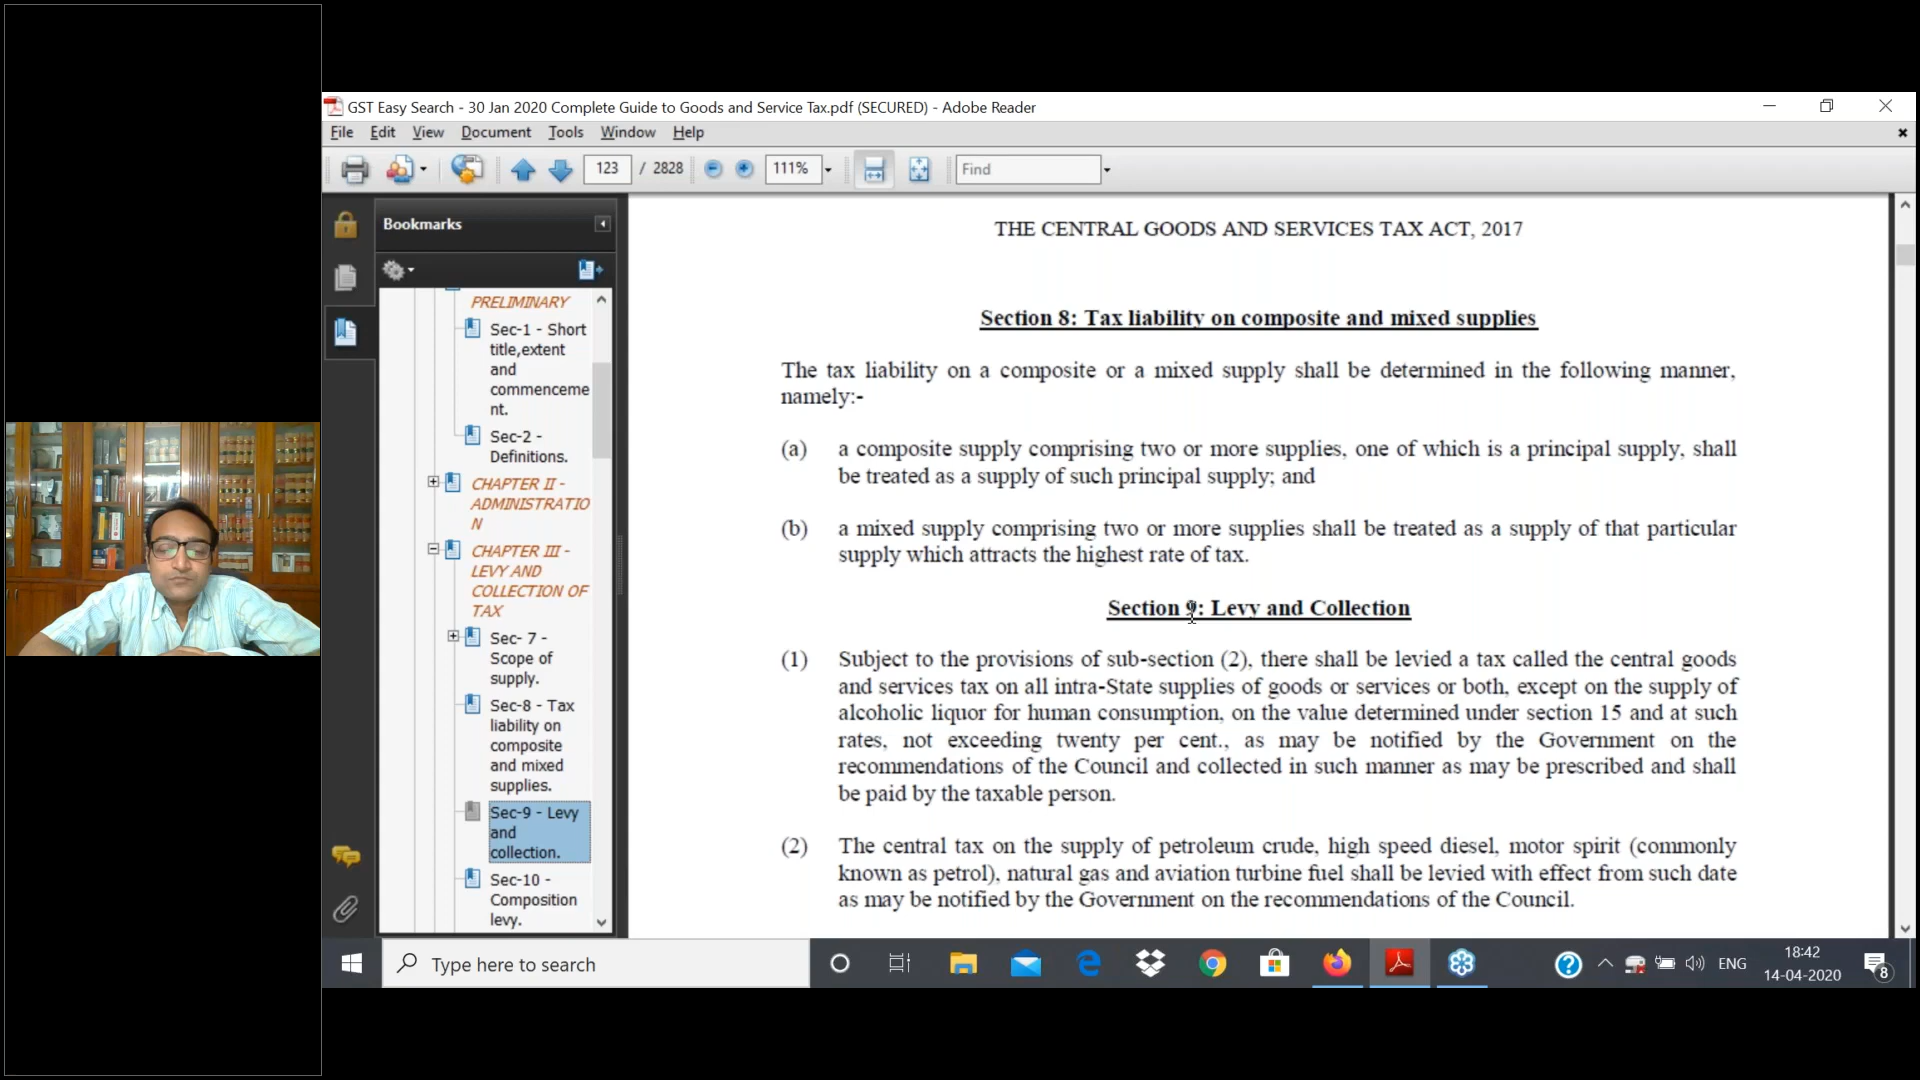 GST Easy Search - 30 Jan 2020 Complete Guide to Goods and Service Tax.pdf (SECURED) - Adobe Reader
File Edit View Document Tools Window Help
123 / 2828 111% Find
Bookmarks
PRELIMINARY
Sec-1 - Short
title,extent
and
commenceme
nt.
Sec-2 -
Definitions.
CHAPTER II -
ADMINISTRATIO
N
CHAPTER III -
LEVY AND
COLLECTION OF
TAX
Sec- 7 -
Scope of
supply.
Sec-8 - Tax
liability on
composite
and mixed
supplies.
Sec-9 - Levy
and
collection.
Sec-10 -
Composition
levy.
THE CENTRAL GOODS AND SERVICES TAX ACT, 2017
Section 8: Tax liability on composite and mixed supplies
The tax liability on a composite or a mixed supply shall be determined in the following manner,
namely:-
(a) a composite supply comprising two or more supplies, one of which is a principal supply, shall
be treated as a supply of such principal supply; and
(b) a mixed supply comprising two or more supplies shall be treated as a supply of that particular
supply which attracts the highest rate of tax.
Section 9: Levy and Collection
(1) Subject to the provisions of sub-section (2), there shall be levied a tax called the central goods
and services tax on all intra-State supplies of goods or services or both, except on the supply of
alcoholic liquor for human consumption, on the value determined under section 15 and at such
rates, not exceeding twenty per cent., as may be notified by the Government on the
recommendations of the Council and collected in such manner as may be prescribed and shall
be paid by the taxable person.
(2) The central tax on the supply of petroleum crude, high speed diesel, motor spirit (commonly
known as petrol), natural gas and aviation turbine fuel shall be levied with effect from such date
as may be notified by the Government on the recommendations of the Council.
Type here to search
ENG
18:42
14-04-2020
8